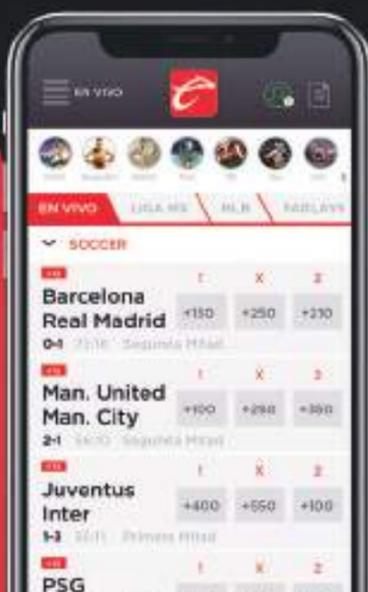 EN VIVO
EN VIVO LIGA MX MLB PARLAYS
SOCCER
1 X 2
Barcelona
Real Madrid
+150 +250 +210
0-1 Segunda Mitad
1 X 2
Man. United
Man. City
+100 +280 +350
2-1 Segunda Mitad
1 X 2
Juventus
Inter
+400 +550 +100
1-3 Primera Mitad
1 X 2
PSG